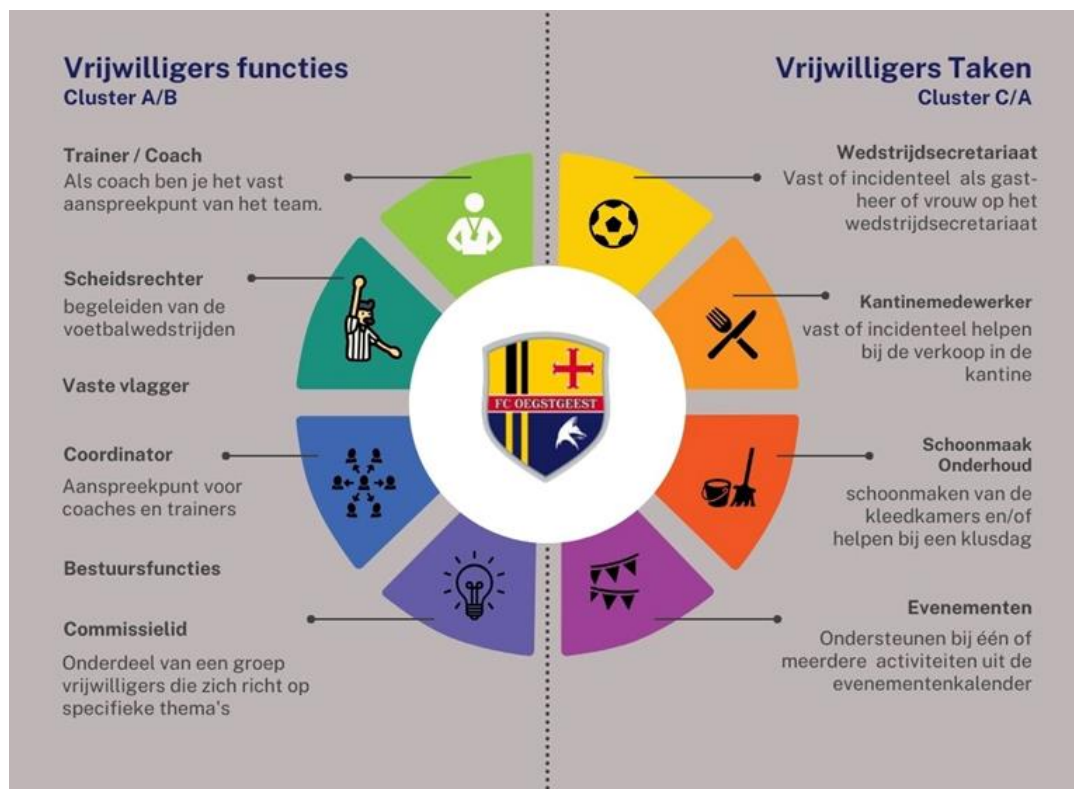 Vrijwilligers functies
Cluster A/B
Trainer / Coach
Als coach ben je het vast
aanspreekpunt van het team.
Scheidsrechter
begeleiden van de
voetbalwedstrijden
Vaste vlagger
Coordinator
Aanspreekpunt voor
coaches en trainers
Bestuursfuncties
Commissielid
Onderdeel van een groep
vrijwilligers die zich richt op
specifieke thema's
FC OEGSTGEEST
Vrijwilligers Taken
Cluster C/A
Wedstrijdsecretariaat
Vast of incidenteel als gast-
heer of vrouw op het
wedstrijdsecretariaat
Kantinemedewerker
vast of incidenteel helpen
bij de verkoop in de
kantine
Schoonmaak
Onderhoud
schoonmaken van de
kleedkamers en/of
helpen bij een klusdag
Evenementen
Ondersteunen bij één of
meerdere activiteiten uit de
evenementenkalender